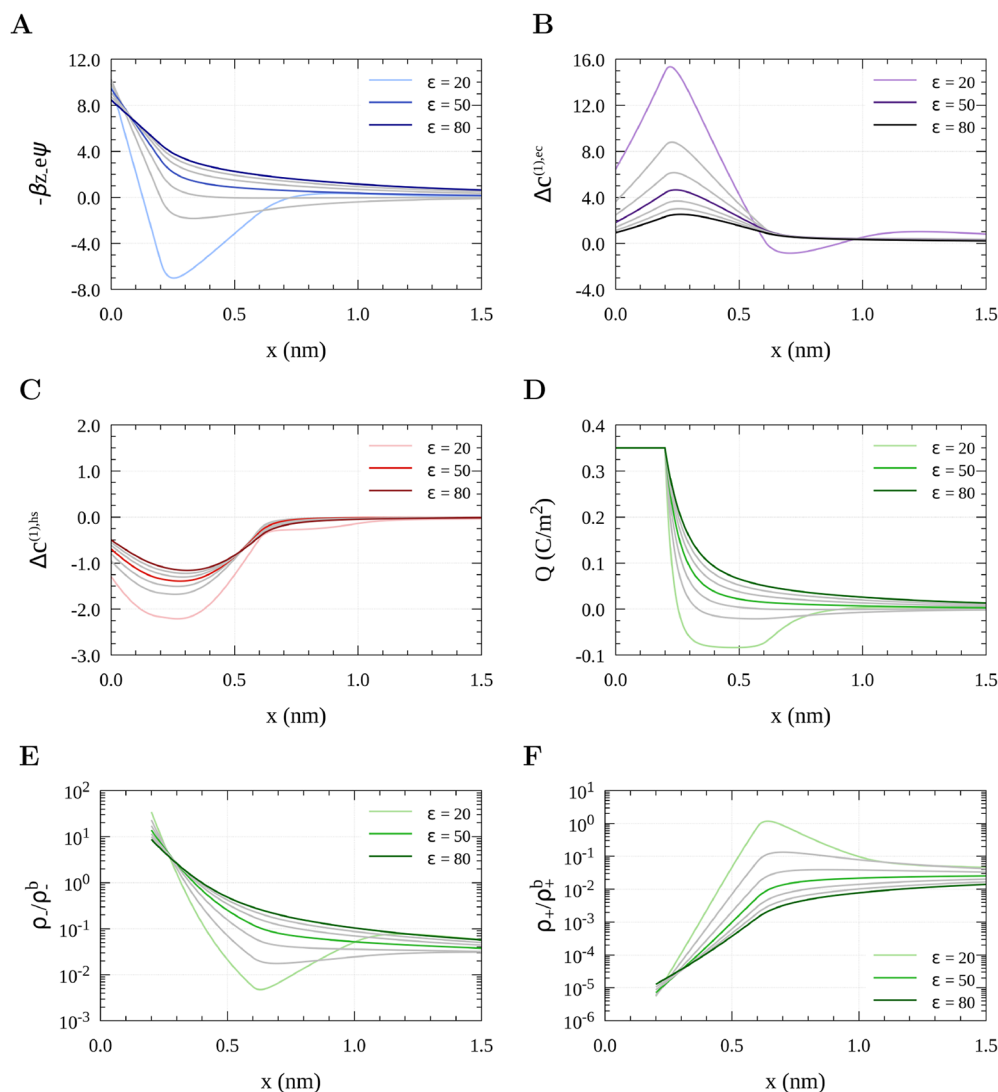 A
12.0
8.0
4.0
0.0
-4.0
-8.0
-βz₋eψ
ε = 20
ε = 50
ε = 80
0.0 0.5 1.0 1.5
x (nm)
B
16.0
12.0
8.0
4.0
0.0
-4.0
Δc⁽¹⁾,ᵉᶜ
ε = 20
ε = 50
ε = 80
0.0 0.5 1.0 1.5
x (nm)
C
2.0
1.0
0.0
-1.0
-2.0
-3.0
Δc⁽¹⁾,ʰˢ
ε = 20
ε = 50
ε = 80
0.0 0.5 1.0 1.5
x (nm)
D
0.4
0.3
0.2
0.1
0.0
-0.1
Q (C/m²)
ε = 20
ε = 50
ε = 80
0.0 0.5 1.0 1.5
x (nm)
E
10²
10¹
10⁰
10⁻¹
10⁻²
10⁻³
ρ₋/ρ₋ᵇ
ε = 20
ε = 50
ε = 80
0.0 0.5 1.0 1.5
x (nm)
F
10¹
10⁰
10⁻¹
10⁻²
10⁻³
10⁻⁴
10⁻⁵
10⁻⁶
ρ₊/ρ₊ᵇ
ε = 20
ε = 50
ε = 80
0.0 0.5 1.0 1.5
x (nm)